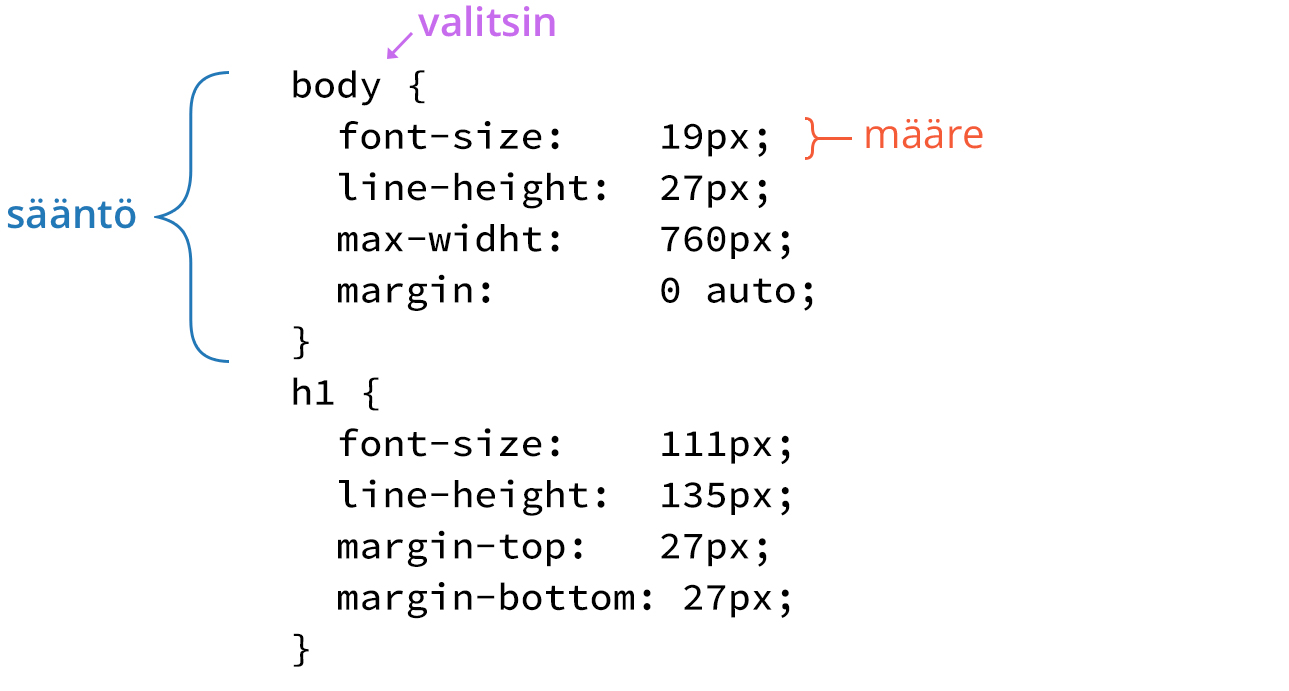 valitsin
body {
font-size: 19px; määre
line-height: 27px;
sääntö
max-widht: 760px;
margin: 0 auto;
}
h1 {
font-size: 111px;
line-height: 135px;
margin-top: 27px;
margin-bottom: 27px;
}